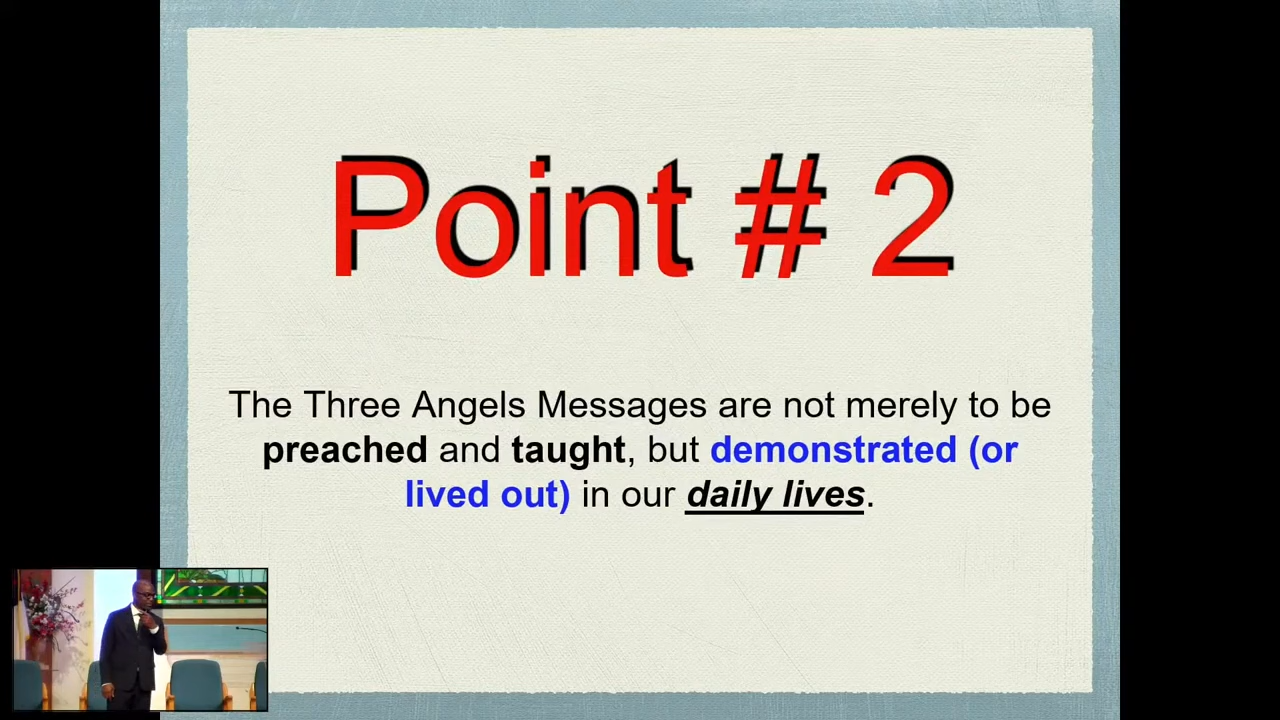 Point # 2
The Three Angels Messages are not merely to be
preached and taught, but demonstrated (or
lived out) in our daily lives.